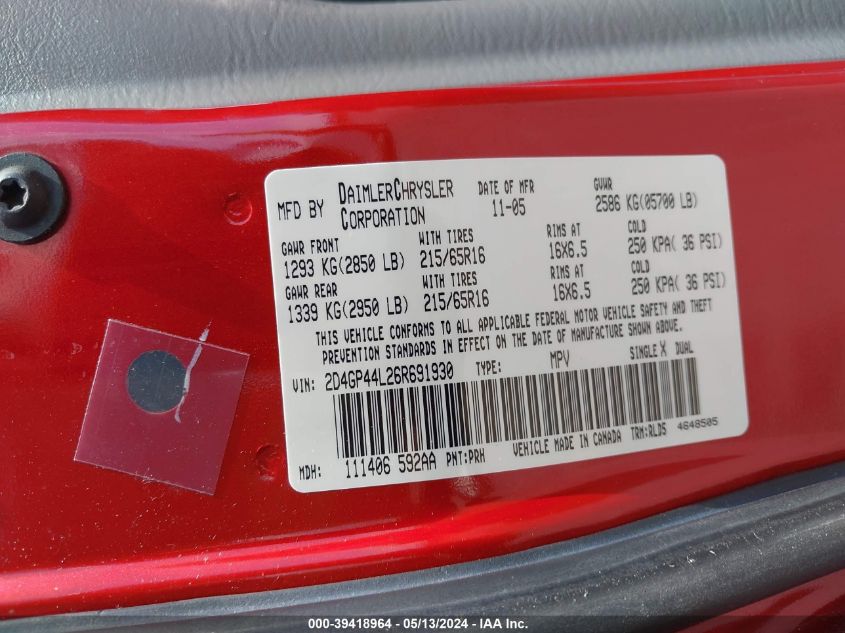 MFD BY DAIMLERCHRYSLER CORPORATION DATE OF MFR 11-05 GVWR 2586 KG(05700 LB)
GAWR FRONT WITH TIRES RIMS AT COLD
1293 KG(2850 LB) 215/65R16 16X6.5 250 KPA( 36 PSI)
GAWR REAR WITH TIRES RIMS AT COLD
1339 KG(2950 LB) 215/65R16 16X6.5 250 KPA( 36 PSI)
THIS VEHICLE CONFORMS TO ALL APPLICABLE FEDERAL MOTOR VEHICLE SAFETY AND THEFT
PREVENTION STANDARDS IN EFFECT ON THE DATE OF MANUFACTURE SHOWN ABOVE.
VIN: 2D4GP44L26R691930 TYPE: MPV SINGLE X DUAL
MDH: 111406 592AA PNT:PRH VEHICLE MADE IN CANADA TRM:RLDS 4648505
000-39418964 - 05/13/2024 - IAAI.com